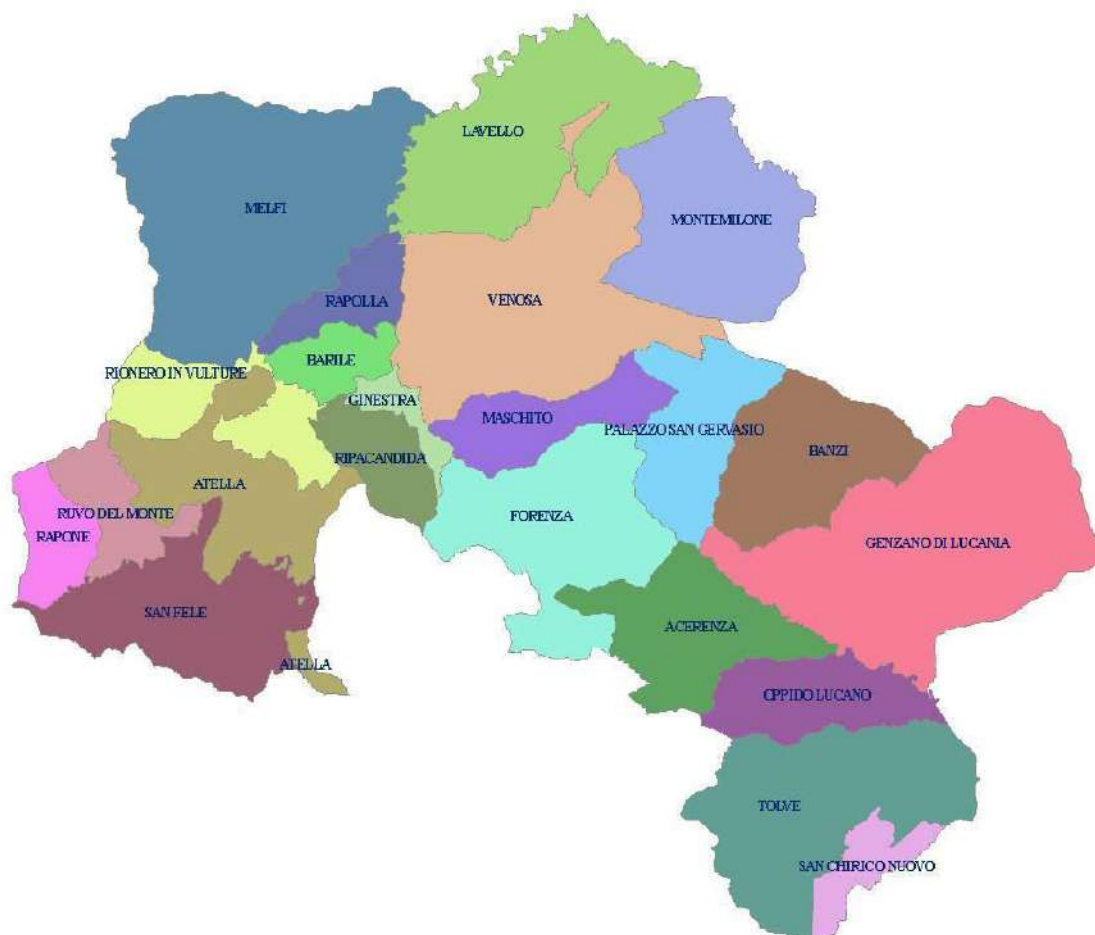 LAVELLO
MELFI
MONTEMILONE
RAPOLLA
VENOSA
BARILE
RIONERO IN VULTURE
GINESTRA
MASCHITO
PALAZZO SAN GERVASIO
BANZI
RIPACANDIDA
ATELLA
RUVO DEL MONTE
FORENZA
RAPONE
GENZANO DI LUCANIA
SAN FELE
ACERENZA
ATELLA
OPPIDO LUCANO
TOLVE
SAN CHIRICO NUOVO